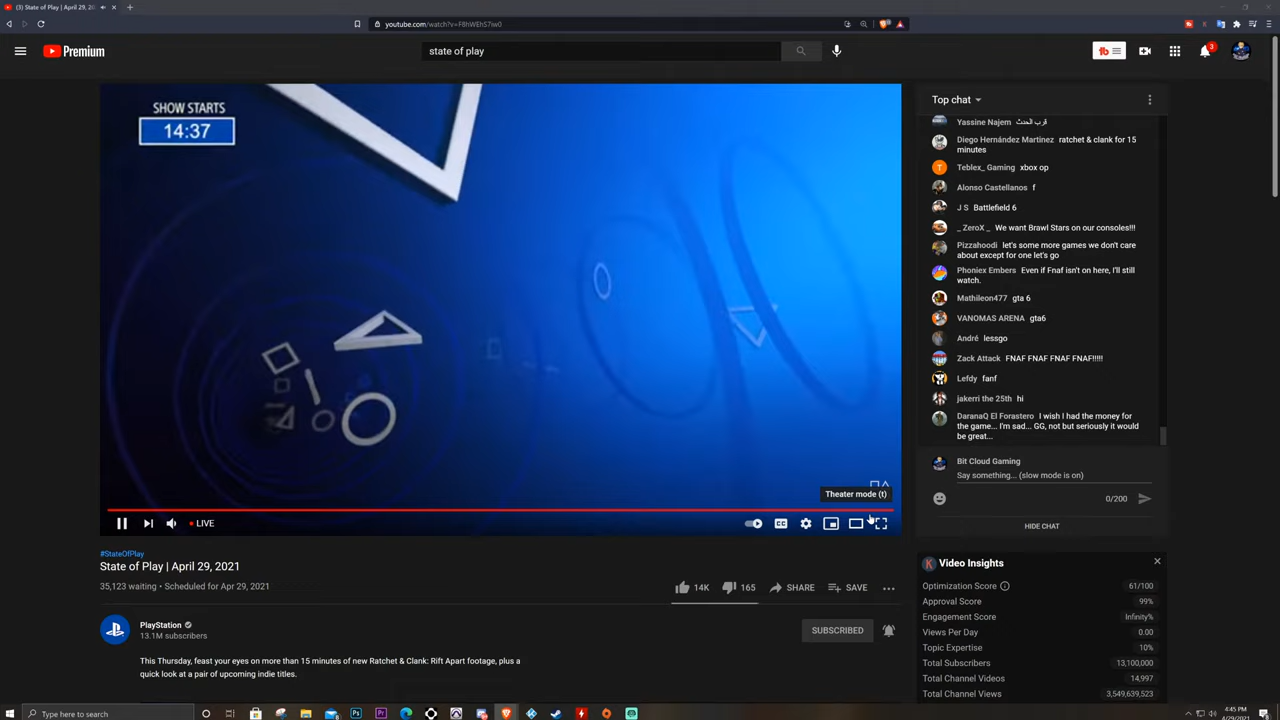 (3) State of Play | April 29, 20
youtube.com/watch?v=F8hWEhS7iw0
Premium
state of play
3
SHOW STARTS
14:37
Theater mode (t)
LIVE
#StateOfPlay
State of Play | April 29, 2021
35,123 waiting • Scheduled for Apr 29, 2021
14K
165
SHARE
SAVE
PlayStation
13.1M subscribers
SUBSCRIBED
This Thursday, feast your eyes on more than 15 minutes of new Ratchet & Clank: Rift Apart footage, plus a
quick look at a pair of upcoming indie titles.
Top chat
Yassine Najem قرب الحدث
Diego Hernández Martinez ratchet & clank for 15
minutes
Teblex_ Gaming xbox op
Alonso Castellanos f
J S Battlefield 6
_ ZeroX _ We want Brawl Stars on our consoles!!!
Pizzahoodi let's some more games we don't care
about except for one let's go
Phoniex Embers Even if Fnaf isn't on here, I'll still
watch.
Mathileon477 gta 6
VANOMAS ARENA gta6
André lessgo
Zack Attack FNAF FNAF FNAF!!!!!
Lefdy fanf
jakerri the 25th hi
DaranaQ El Forastero I wish I had the money for
the game... I'm sad... GG, not but seriously it would
be great...
Bit Cloud Gaming
Say something... (slow mode is on)
0/200
HIDE CHAT
Video Insights
Optimization Score 61/100
Approval Score 99%
Engagement Score Infinity%
Views Per Day 0.00
Topic Expertise 10%
Total Subscribers 13,100,000
Total Channel Videos 14,997
Total Channel Views 3,549,639,523
Type here to search
4:45 PM
4/29/2021